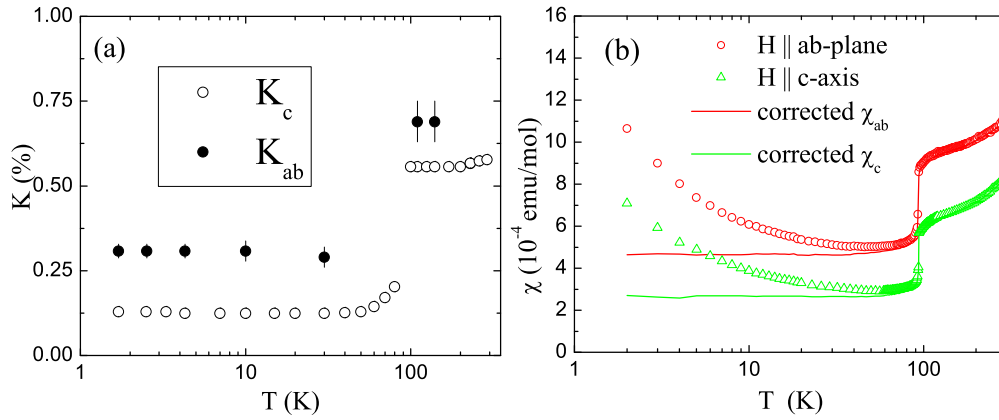 (a)
K_c
K_ab
K (%)
1.00
0.75
0.50
0.25
0.00
1
10
100
T (K)
(b)
H || ab-plane
H || c-axis
corrected χ_ab
corrected χ_c
χ (10^-4 emu/mol)
16
14
12
10
8
6
4
2
0
1
10
100
T (K)